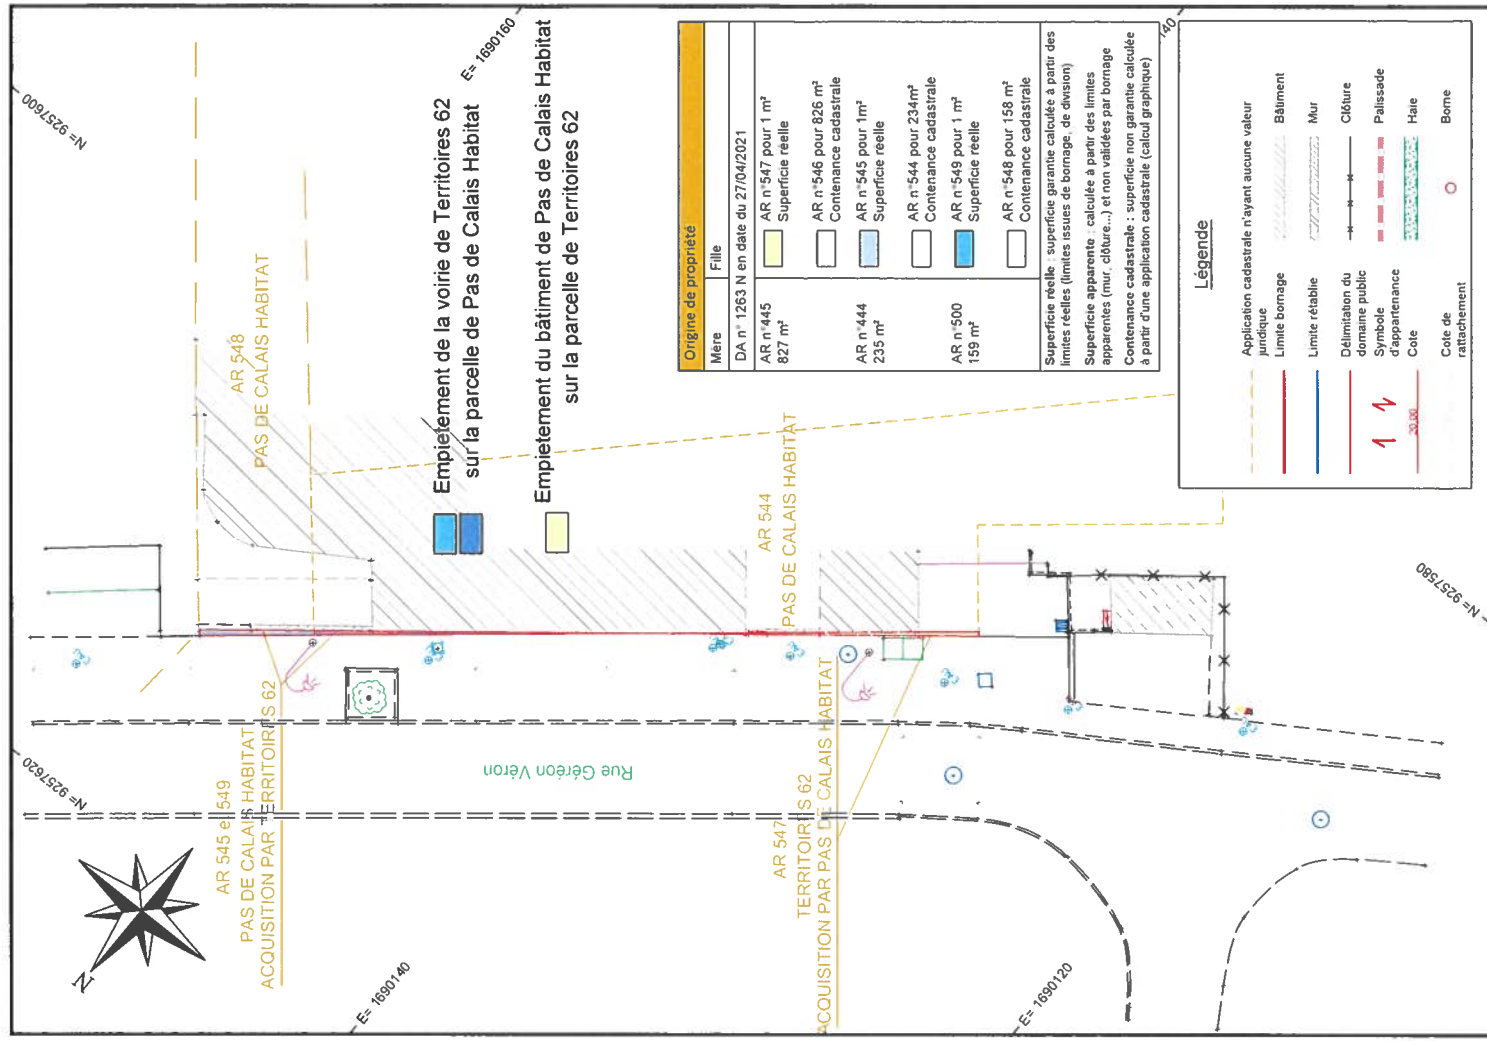 N= 9257600
E= 1690160
Empietement de la voirie de Territoires 62
sur la parcelle de Pas de Calais Habitat
Empietement du bâtiment de Pas de Calais Habitat
sur la parcelle de Territoires 62
AR 548
PAS DE CALAIS HABITAT
AR 544
PAS DE CALAIS HABITAT
Origine de propriété
Mère
Fille
DA n° 1263 N en date du 27/04/2021
AR n°445
827 m²
AR n°547 pour 1 m²
Superficie réelle
AR n°546 pour 826 m²
Contenance cadastrale
AR n°444
235 m²
AR n°545 pour 1m²
Superficie réelle
AR n°544 pour 234m²
Contenance cadastrale
AR n°500
159 m²
AR n°549 pour 1 m²
Superficie réelle
AR n°548 pour 158 m²
Contenance cadastrale
Superficie réelle : superficie garantie calculée à partir des
limites réelles (limites issues de bornage, de division)
Superficie apparente : calculée à partir des limites
apparentes (mur, clôture...) et non validées par bornage
Contenance cadastrale : superficie non garantie calculée
à partir d'une application cadastrale (calcul graphique)
140
Légende
Application cadastrale n'ayant aucune valeur
juridique
Limite bornage
Limite rétablie
Délimitation du
domaine public
Symbole
d'appartenance
Cote
20.00
Cote de
rattachement
Bâtiment
Mur
Clôture
Palissade
Haie
Borne
N= 9257580
N= 9257620
AR 545 et 549
PAS DE CALAIS HABITAT
ACQUISITION PAR TERRITOIRES 62
Rue Géréon Véron
AR 547
TERRITOIRES 62
ACQUISITION PAR PAS DE CALAIS HABITAT
N
E= 1690140
E= 1690120